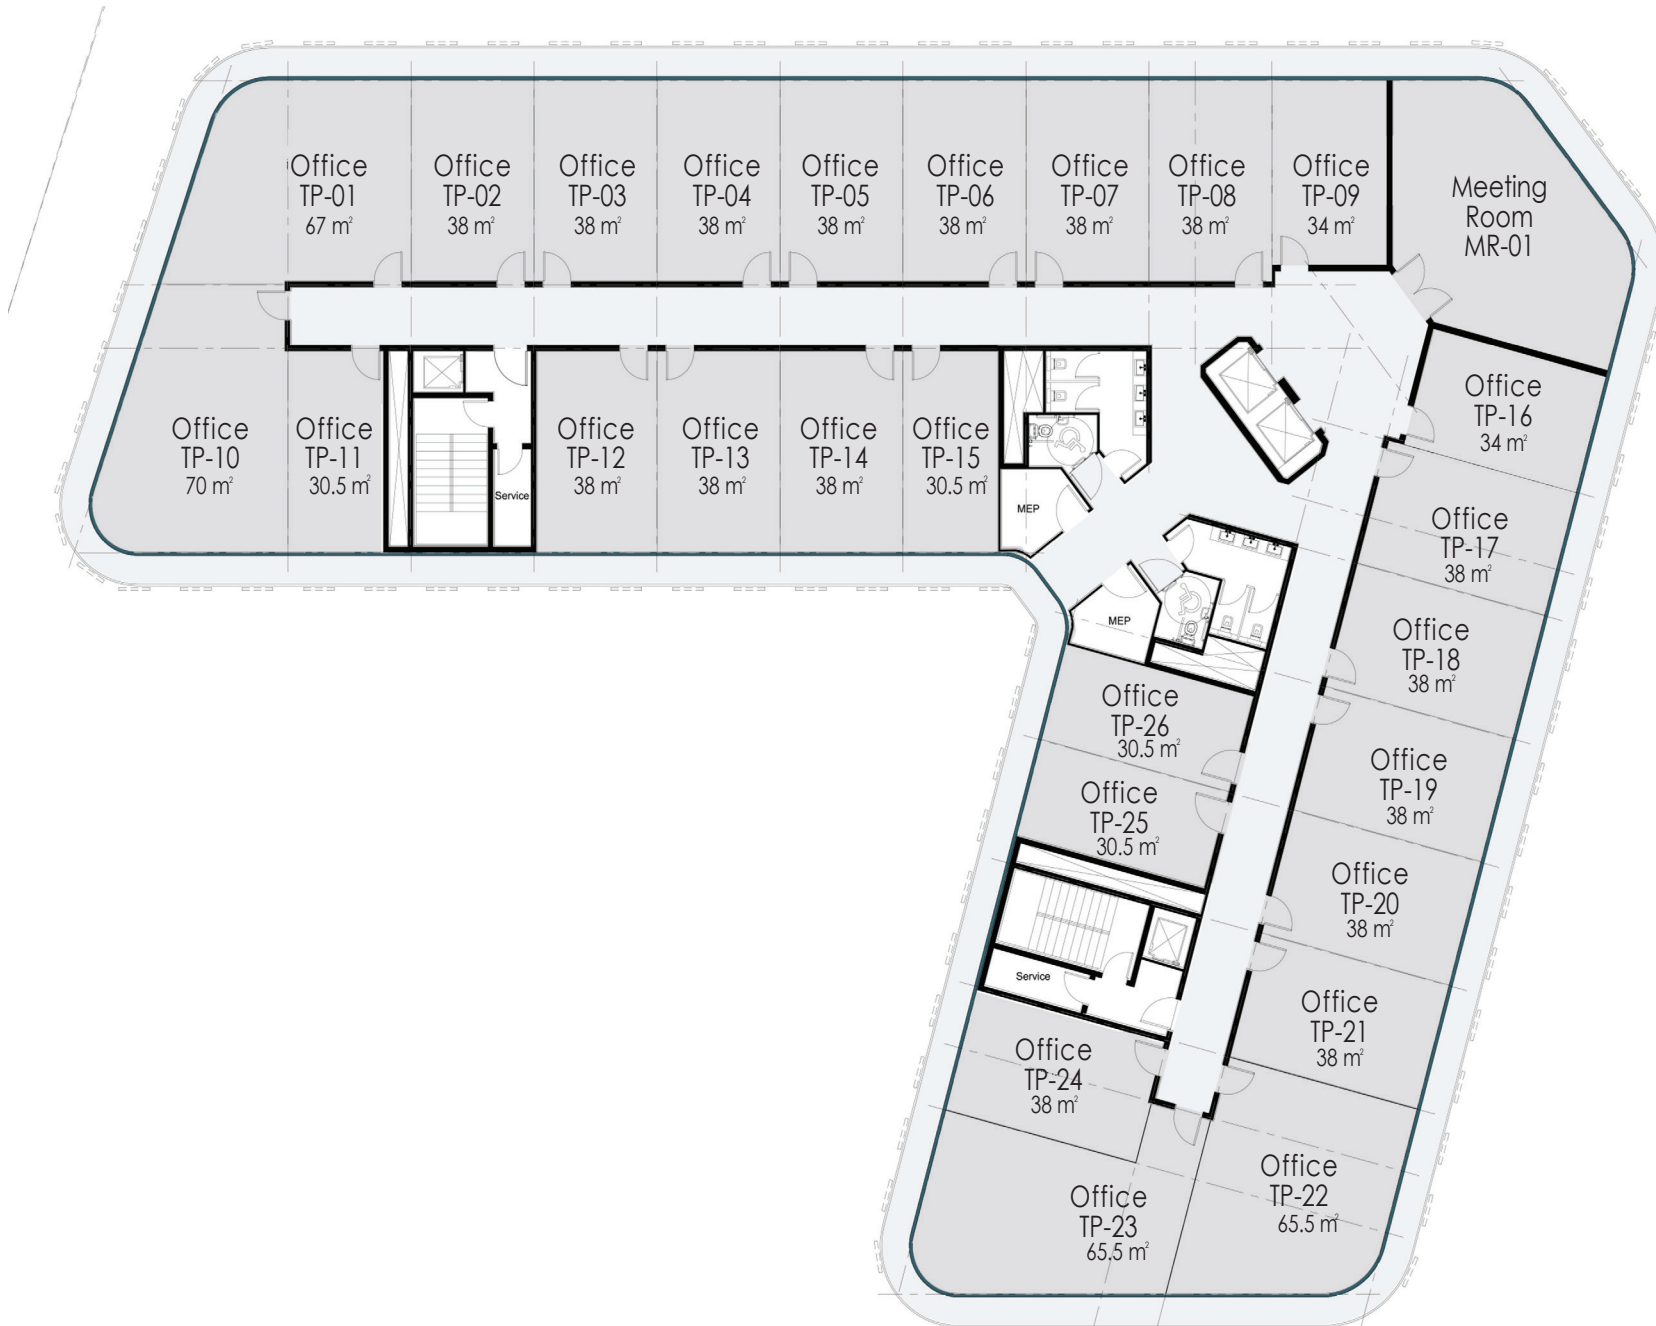 Office
TP-01
67 m²
Office
TP-02
38 m²
Office
TP-03
38 m²
Office
TP-04
38 m²
Office
TP-05
38 m²
Office
TP-06
38 m²
Office
TP-07
38 m²
Office
TP-08
38 m²
Office
TP-09
34 m²
Meeting
Room
MR-01
Office
TP-10
70 m²
Office
TP-11
30.5 m²
Service
Office
TP-12
38 m²
Office
TP-13
38 m²
Office
TP-14
38 m²
Office
TP-15
30.5 m²
MEP
Office
TP-16
34 m²
Office
TP-17
38 m²
MEP
Office
TP-18
38 m²
Office
TP-26
30.5 m²
Office
TP-19
38 m²
Office
TP-25
30.5 m²
Office
TP-20
38 m²
Service
Office
TP-21
38 m²
Office
TP-24
38 m²
Office
TP-22
65.5 m²
Office
TP-23
65.5 m²